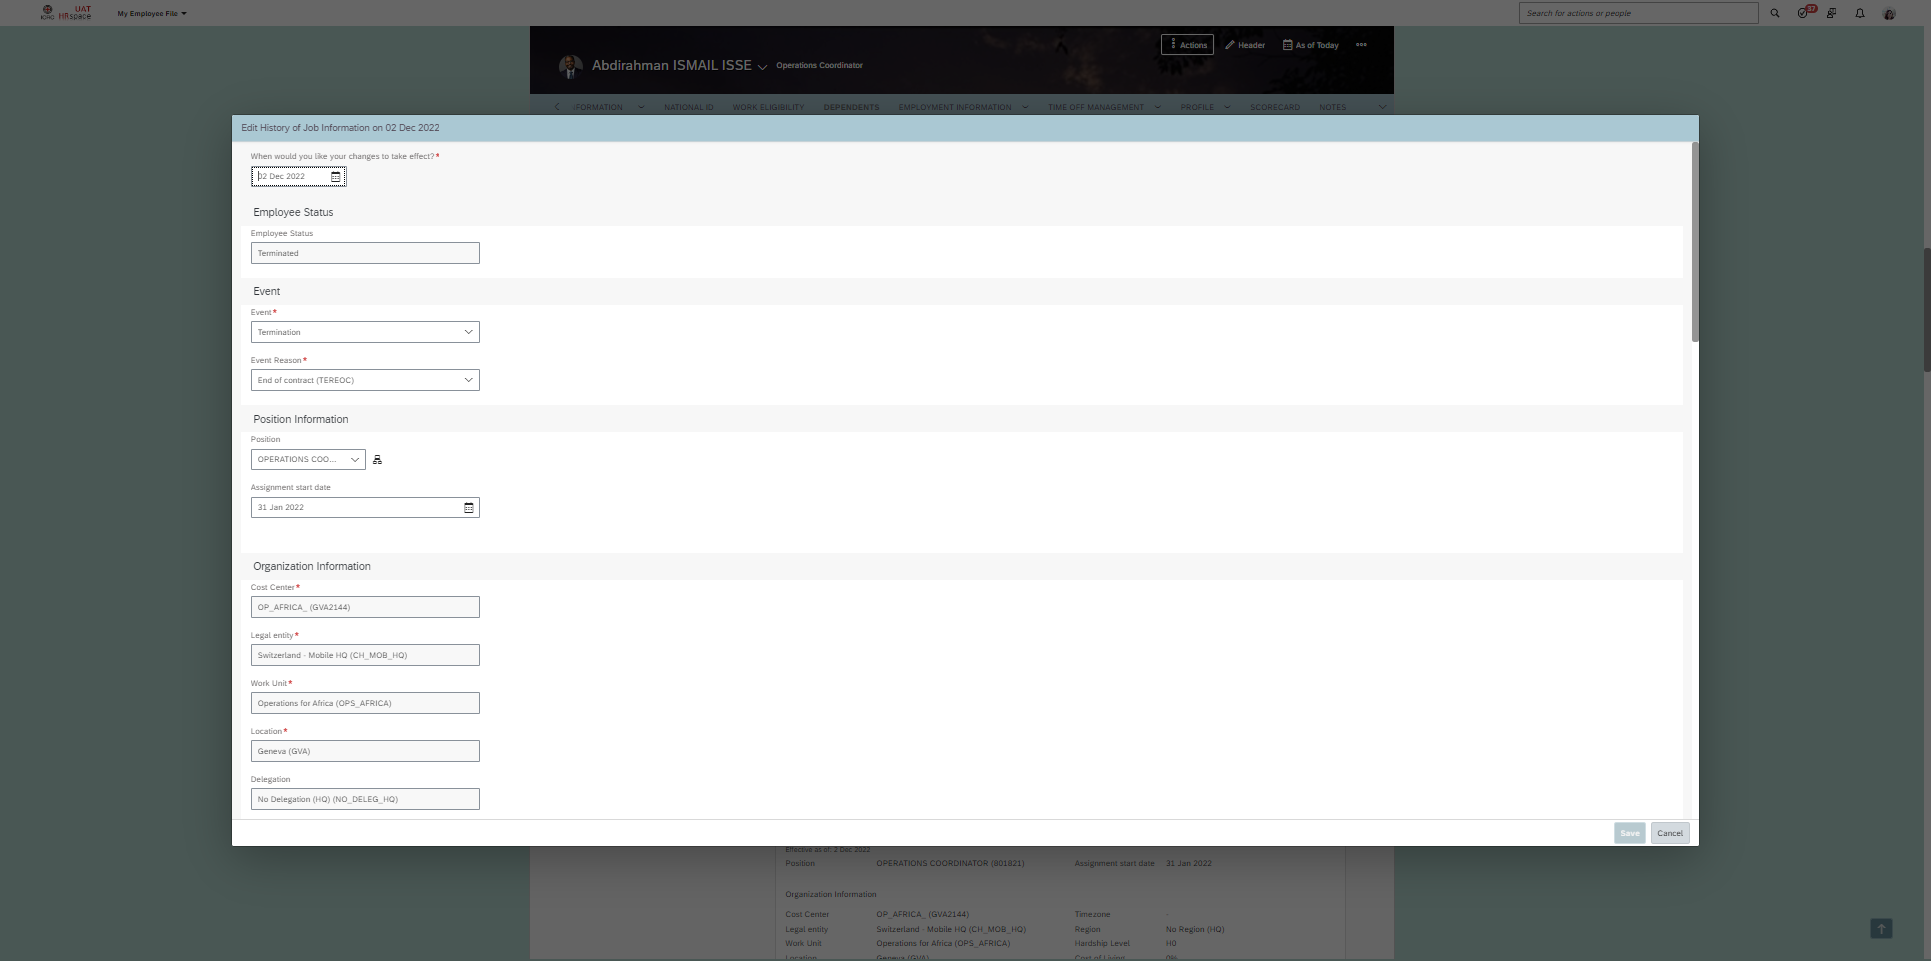 ICRC
UAT
HRspace
My Employee File
Search for actions or people
37
Actions
Header
As of Today
Abdirahman ISMAIL ISSE
Operations Coordinator
FORMATION
NATIONAL ID
WORK ELIGIBILITY
DEPENDENTS
EMPLOYMENT INFORMATION
TIME OFF MANAGEMENT
PROFILE
SCORECARD
NOTES
Edit History of Job Information on 02 Dec 2022
When would you like your changes to take effect?*
02 Dec 2022
Employee Status
Employee Status
Terminated
Event
Event*
Termination
Event Reason*
End of contract (TEREOC)
Position Information
Position
OPERATIONS COO...
Assignment start date
31 Jan 2022
Organization Information
Cost Center*
OP_AFRICA_ (GVA2144)
Legal entity*
Switzerland - Mobile HQ (CH_MOB_HQ)
Work Unit*
Operations for Africa (OPS_AFRICA)
Location*
Geneva (GVA)
Delegation
No Delegation (HQ) (NO_DELEG_HQ)
Save
Cancel
Effective as of: 2 Dec 2022
Position OPERATIONS COORDINATOR (801821) Assignment start date 31 Jan 2022
Organization Information
Cost Center OP_AFRICA_ (GVA2144) Timezone -
Legal entity Switzerland - Mobile HQ (CH_MOB_HQ) Region No Region (HQ)
Work Unit Operations for Africa (OPS_AFRICA) Hardship Level H0
Location Geneva (GVA) Cost of Living 0%